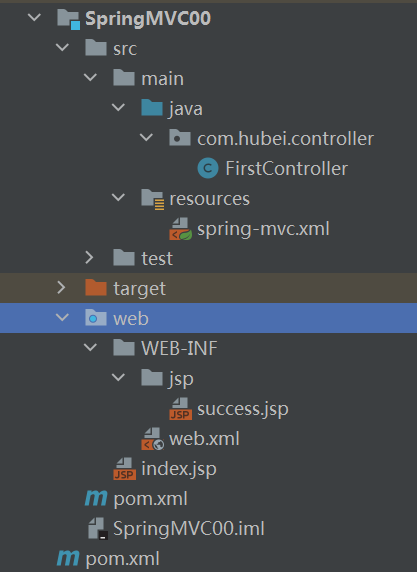 SpringMVC00
src
main
java
com.hubei.controller
FirstController
resources
spring-mvc.xml
test
target
web
WEB-INF
jsp
success.jsp
web.xml
index.jsp
pom.xml
SpringMVC00.iml
pom.xml